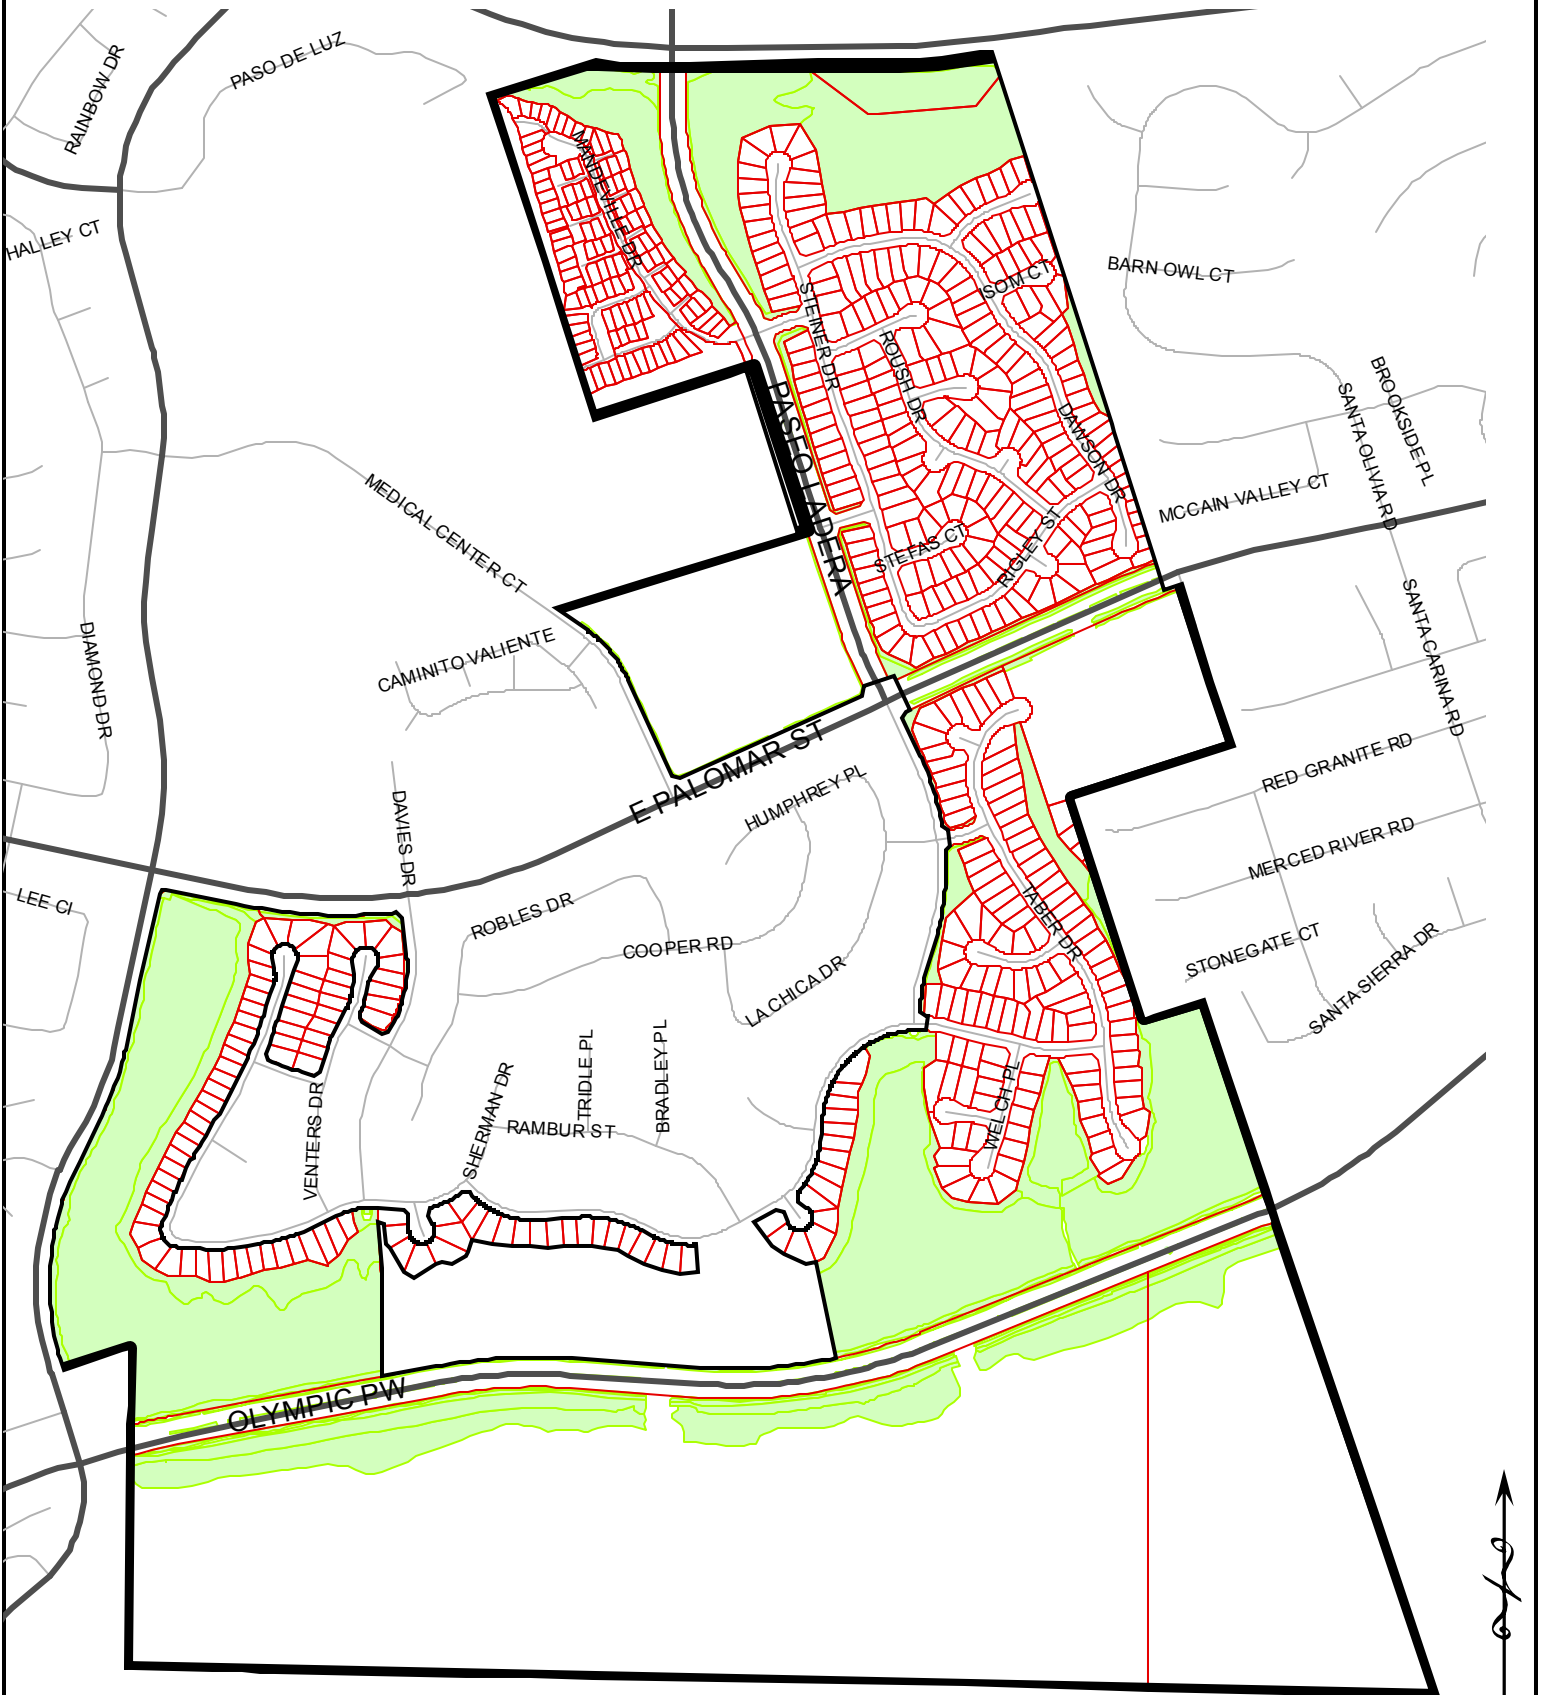 RAINBOW DR
PASO DE LUZ
MANDEVILLE DR
HALLEY CT
ISOM CT
BARN OWL CT
STEINER DR
ROUSH DR
PASEO LADERA
DAWSON DR
BROOKSIDE PL
SANTA OLIVIA RD
MCCAIN VALLEY CT
MEDICAL CENTER CT
STEFAS CT
RIGLEY ST
SANTA CARINA RD
DIAMOND DR
CAMINITO VALIENTE
E PALOMAR ST
HUMPHREY PL
RED GRANITE RD
DAVIES DR
MERCED RIVER RD
LEE CI
ROBLES DR
COOPER RD
TABER DR
STONEGATE CT
SANTA SIERRA DR
LA CHICA DR
VENTERS DR
SHERMAN DR
TRIDLE PL
BRADLEY PL
RAMBUR ST
WELCH PL
OLYMPIC PW